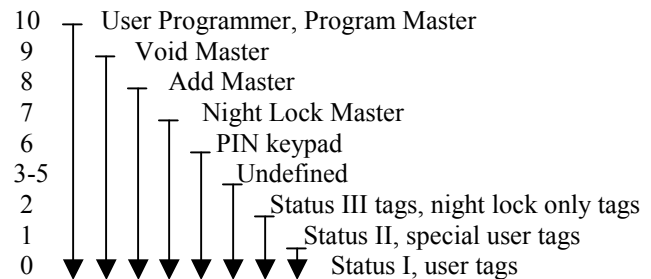 10 User Programmer, Program Master
9 Void Master
8 Add Master
7 Night Lock Master
6 PIN keypad
3-5 Undefined
2 Status III tags, night lock only tags
1 Status II, special user tags
0 Status I, user tags